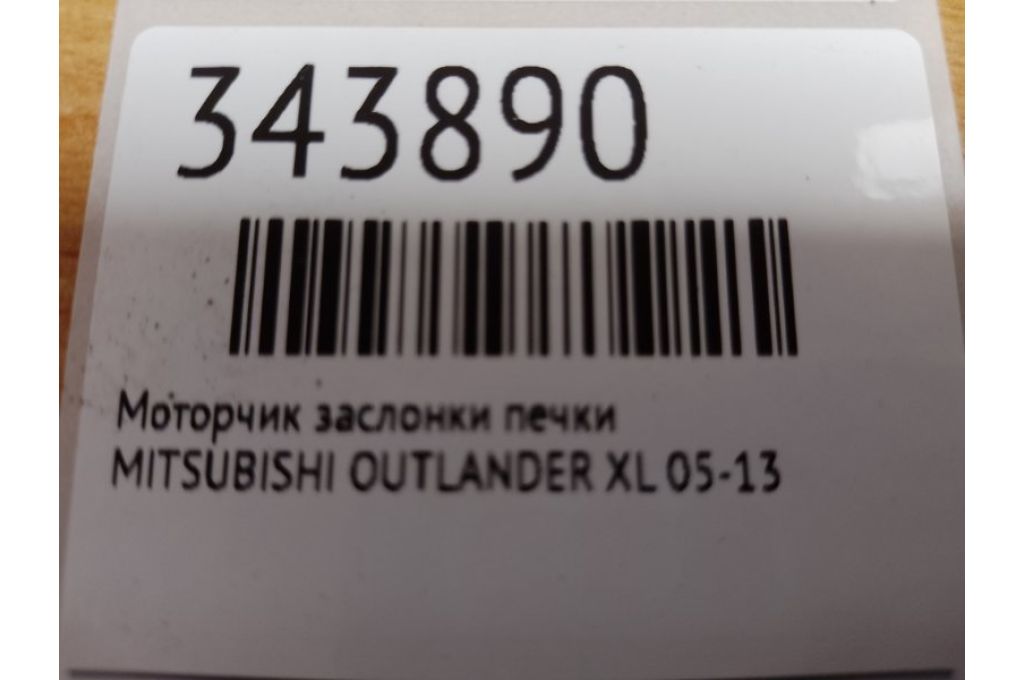 343890
Моторчик заслонки печки
MITSUBISHI OUTLANDER XL 05-13